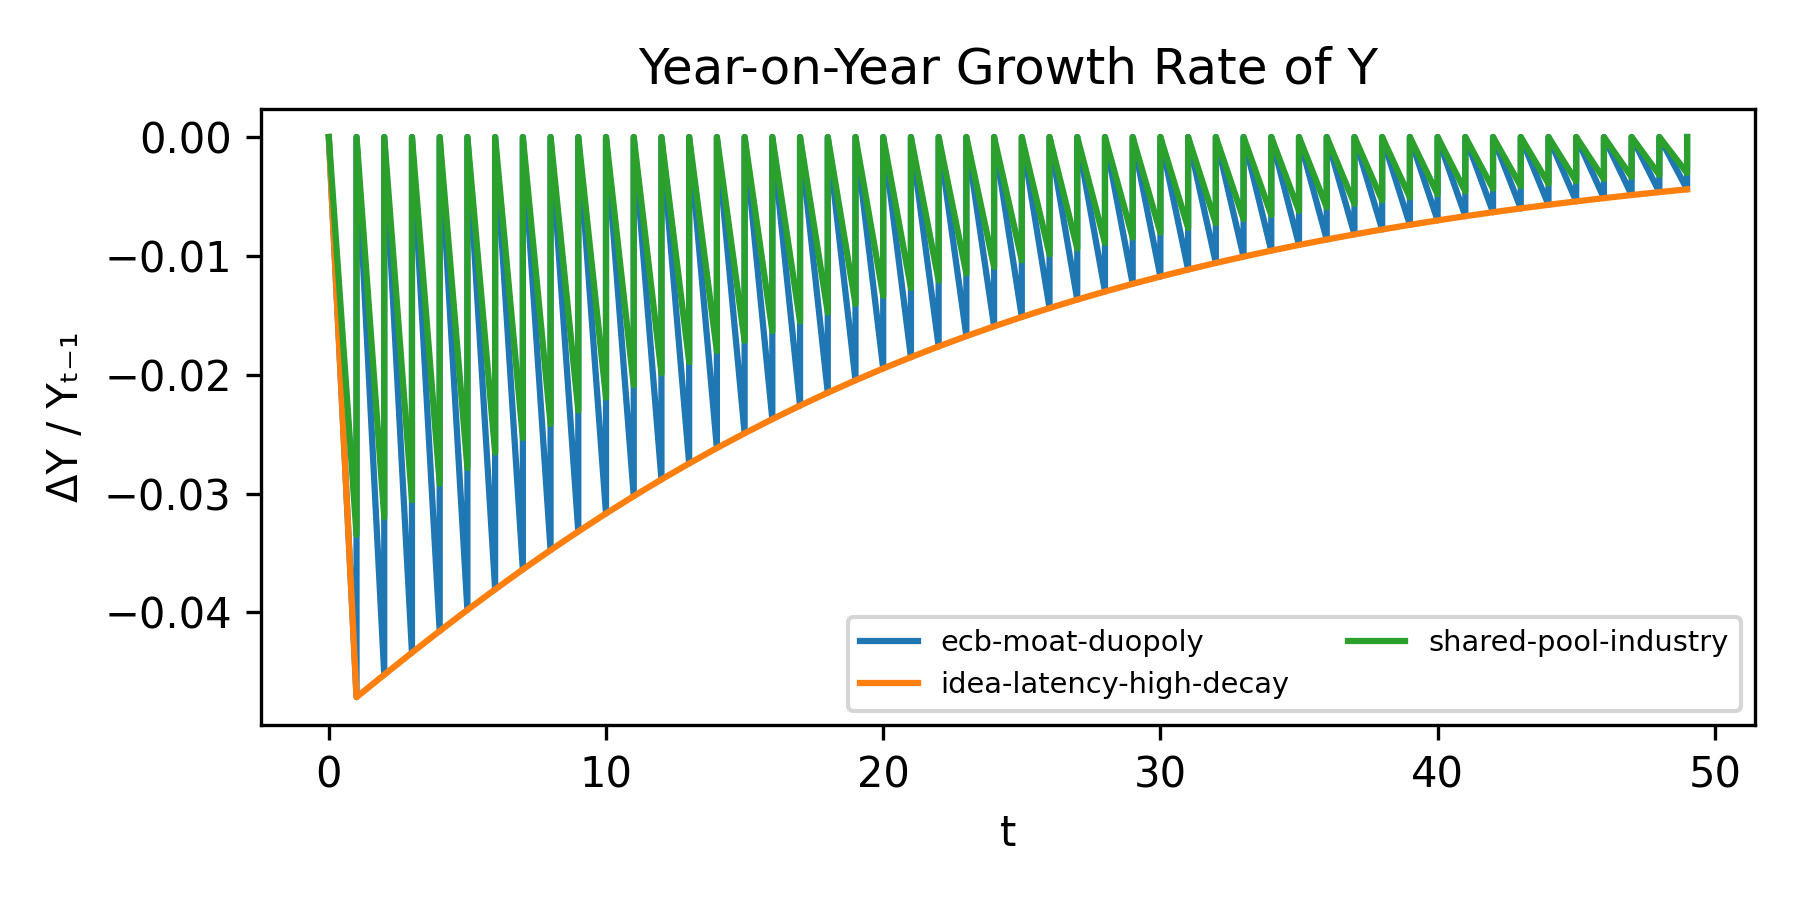 Year-on-Year Growth Rate of Y
ΔY / Yₜ₋₁
0.00
−0.01
−0.02
−0.03
−0.04
0
10
20
30
40
50
t
ecb-moat-duopoly
idea-latency-high-decay
shared-pool-industry